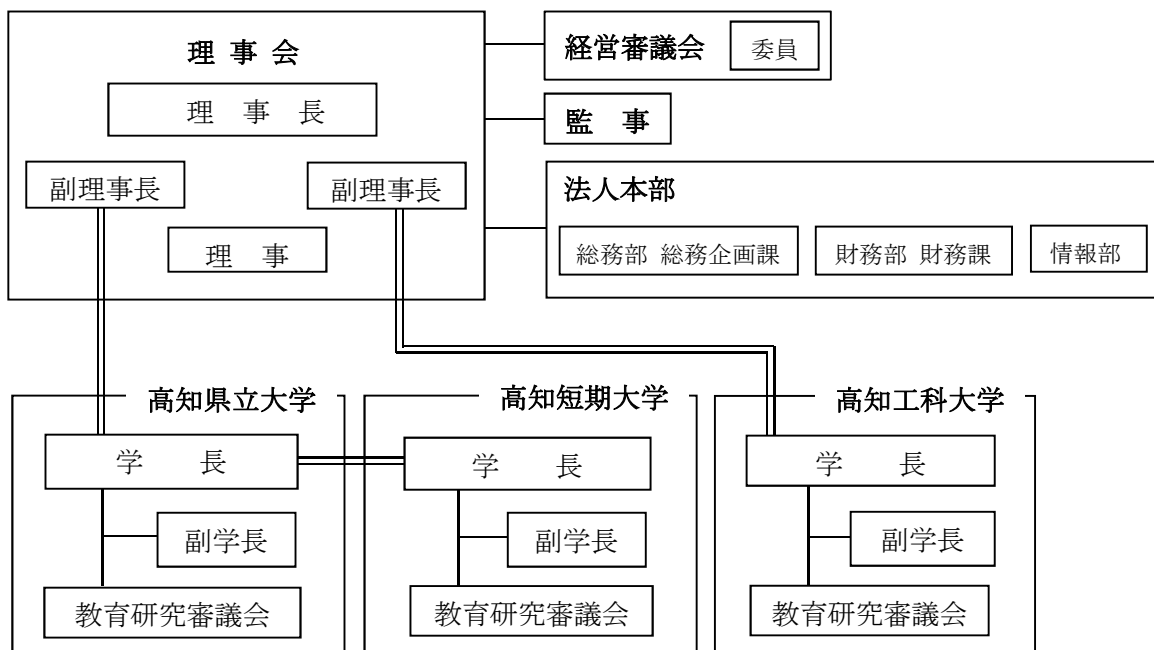 理 事 会
理 事 長
副理事長
副理事長
理 事
経営審議会 委員
監 事
法人本部
総務部 総務企画課
財務部 財務課
情報部
高知県立大学
学 長
副学長
教育研究審議会
高知短期大学
学 長
副学長
教育研究審議会
高知工科大学
学 長
副学長
教育研究審議会